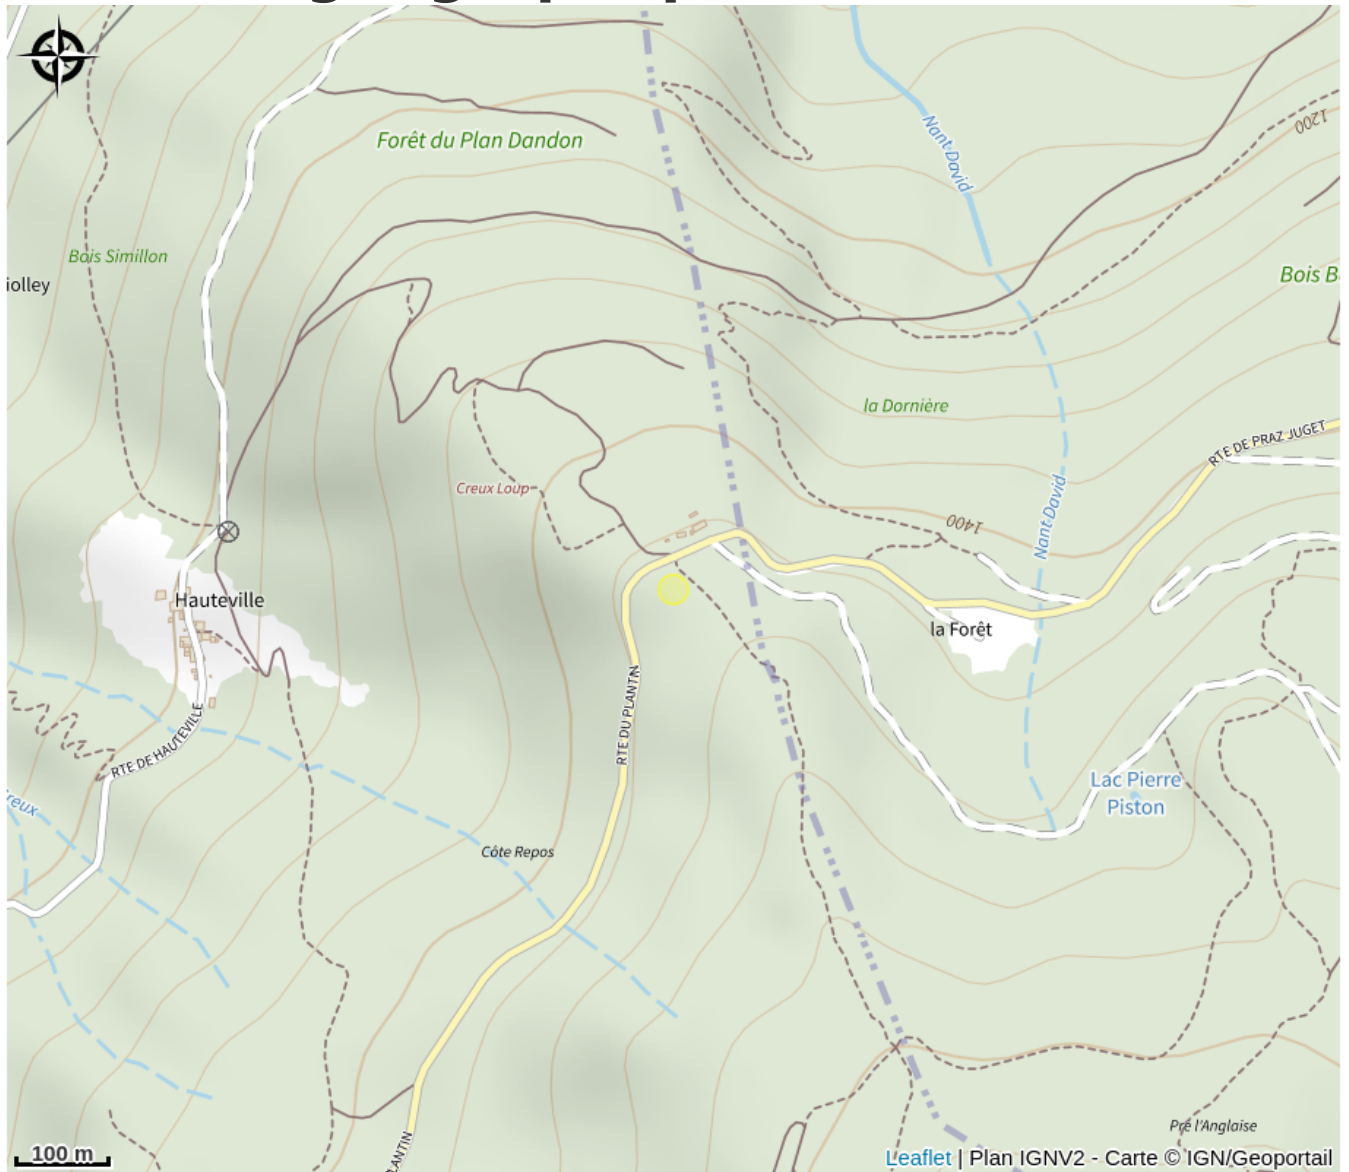 Forêt du Plan Dandon
Nant David
1200
Bois Simillon
iolley
Bois B
la Dornière
RTE DE PRAZ JUGET
Creux Loup
1400
Nant David
Hauteville
la Forêt
RTE DU PLANTIN
RTE DE HAUTEVILLE
reux
Lac Pierre
Piston
Côte Repos
LANTIN
Pré l'Anglaise
100 m
Leaflet | Plan IGNV2 - Carte © IGN/Geoportail